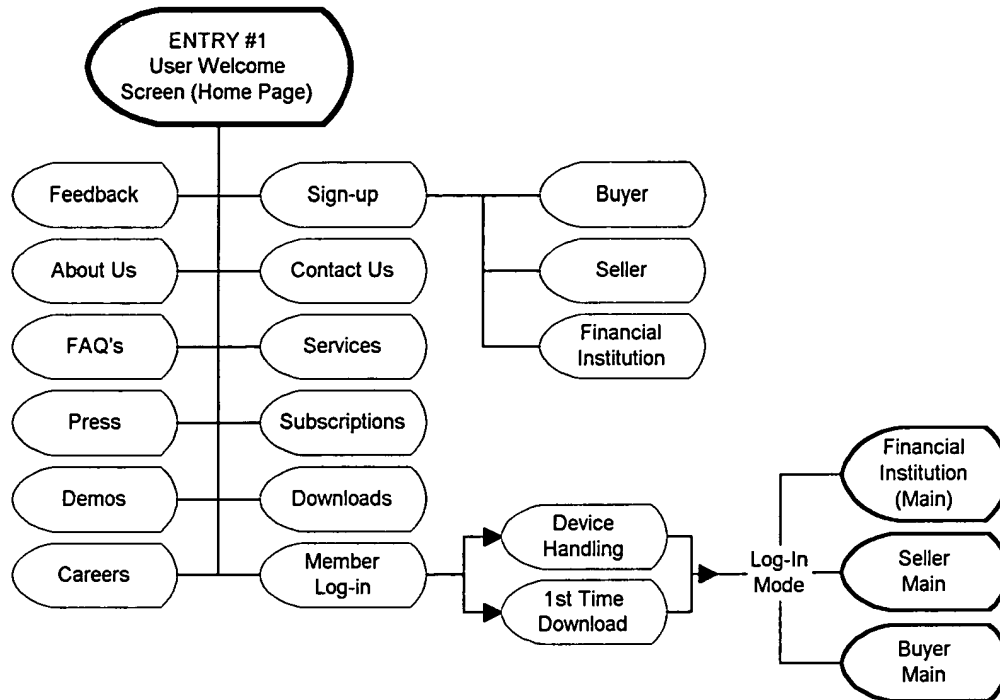 ENTRY #1
User Welcome
Screen (Home Page)
Feedback
Sign-up
Buyer
About Us
Contact Us
Seller
FAQ's
Services
Financial
Institution
Press
Subscriptions
Demos
Downloads
Careers
Member
Log-in
Device
Handling
1st Time
Download
Log-In
Mode
Financial
Institution
(Main)
Seller
Main
Buyer
Main